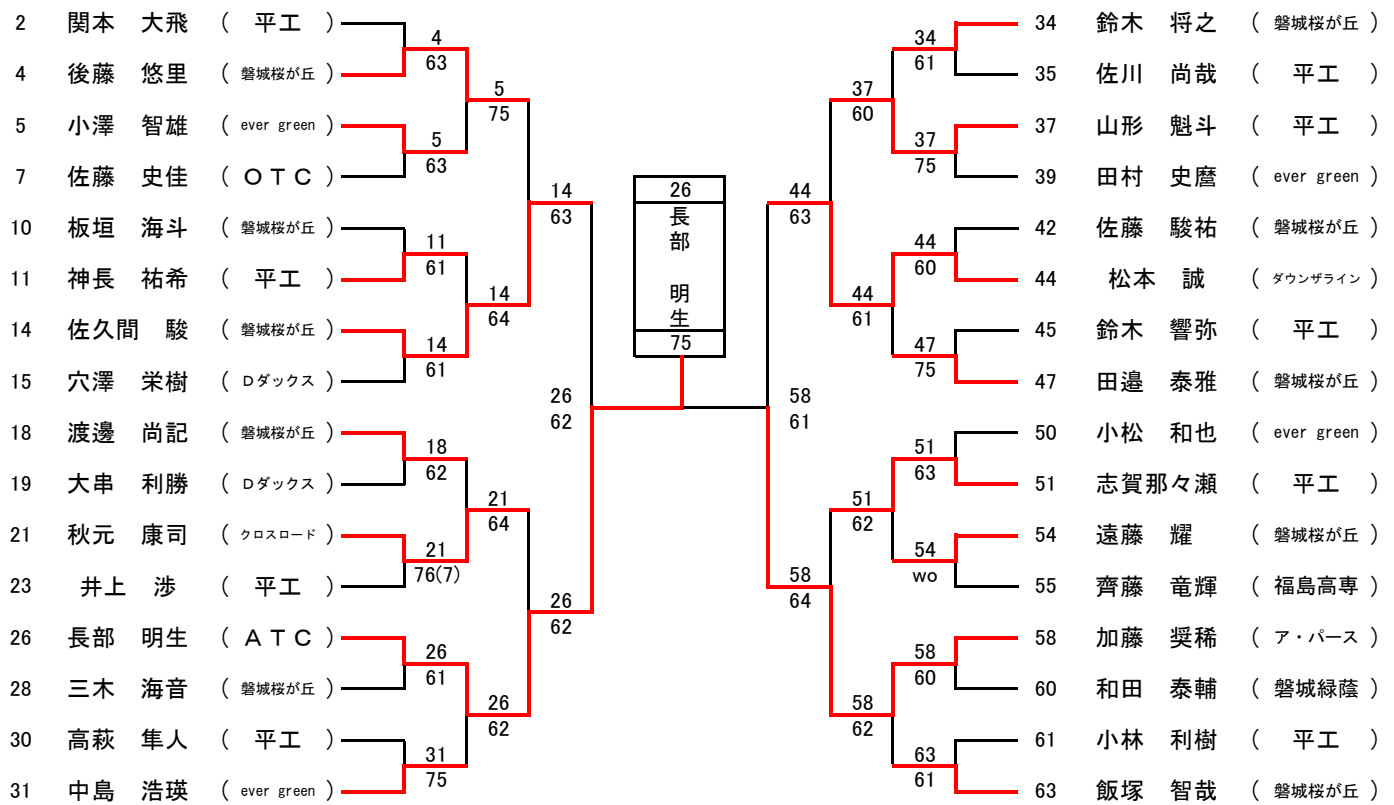 2 関本 大飛 ( 平工 )
4 後藤 悠里 ( 磐城桜が丘 )
5 小澤 智雄 ( ever green )
7 佐藤 史佳 ( OTC )
10 板垣 海斗 ( 磐城桜が丘 )
11 神長 祐希 ( 平工 )
14 佐久間 駿 ( 磐城桜が丘 )
15 穴澤 栄樹 ( Dダックス )
18 渡邊 尚記 ( 磐城桜が丘 )
19 大串 利勝 ( Dダックス )
21 秋元 康司 ( クロスロード )
23 井上 渉 ( 平工 )
26 長部 明生 ( ATC )
28 三木 海音 ( 磐城桜が丘 )
30 高萩 隼人 ( 平工 )
31 中島 浩瑛 ( ever green )
4
63
5
63
11
61
14
61
18
62
21
76(7)
26
61
31
75
5
75
14
64
21
64
26
62
14
63
26
62
26
62
26
長部 明生
75
58
61
44
63
58
64
37
60
44
61
51
62
58
62
34
61
37
75
44
60
47
75
51
63
54
wo
58
60
63
61
34 鈴木 将之 ( 磐城桜が丘 )
35 佐川 尚哉 ( 平工 )
37 山形 魁斗 ( 平工 )
39 田村 史麿 ( ever green )
42 佐藤 駿祐 ( 磐城桜が丘 )
44 松本 誠 ( ダウンザライン )
45 鈴木 響弥 ( 平工 )
47 田邉 泰雅 ( 磐城桜が丘 )
50 小松 和也 ( ever green )
51 志賀那々瀬 ( 平工 )
54 遠藤 耀 ( 磐城桜が丘 )
55 齊藤 竜輝 ( 福島高専 )
58 加藤 奨稀 ( ア・パース )
60 和田 泰輔 ( 磐城緑蔭 )
61 小林 利樹 ( 平工 )
63 飯塚 智哉 ( 磐城桜が丘 )